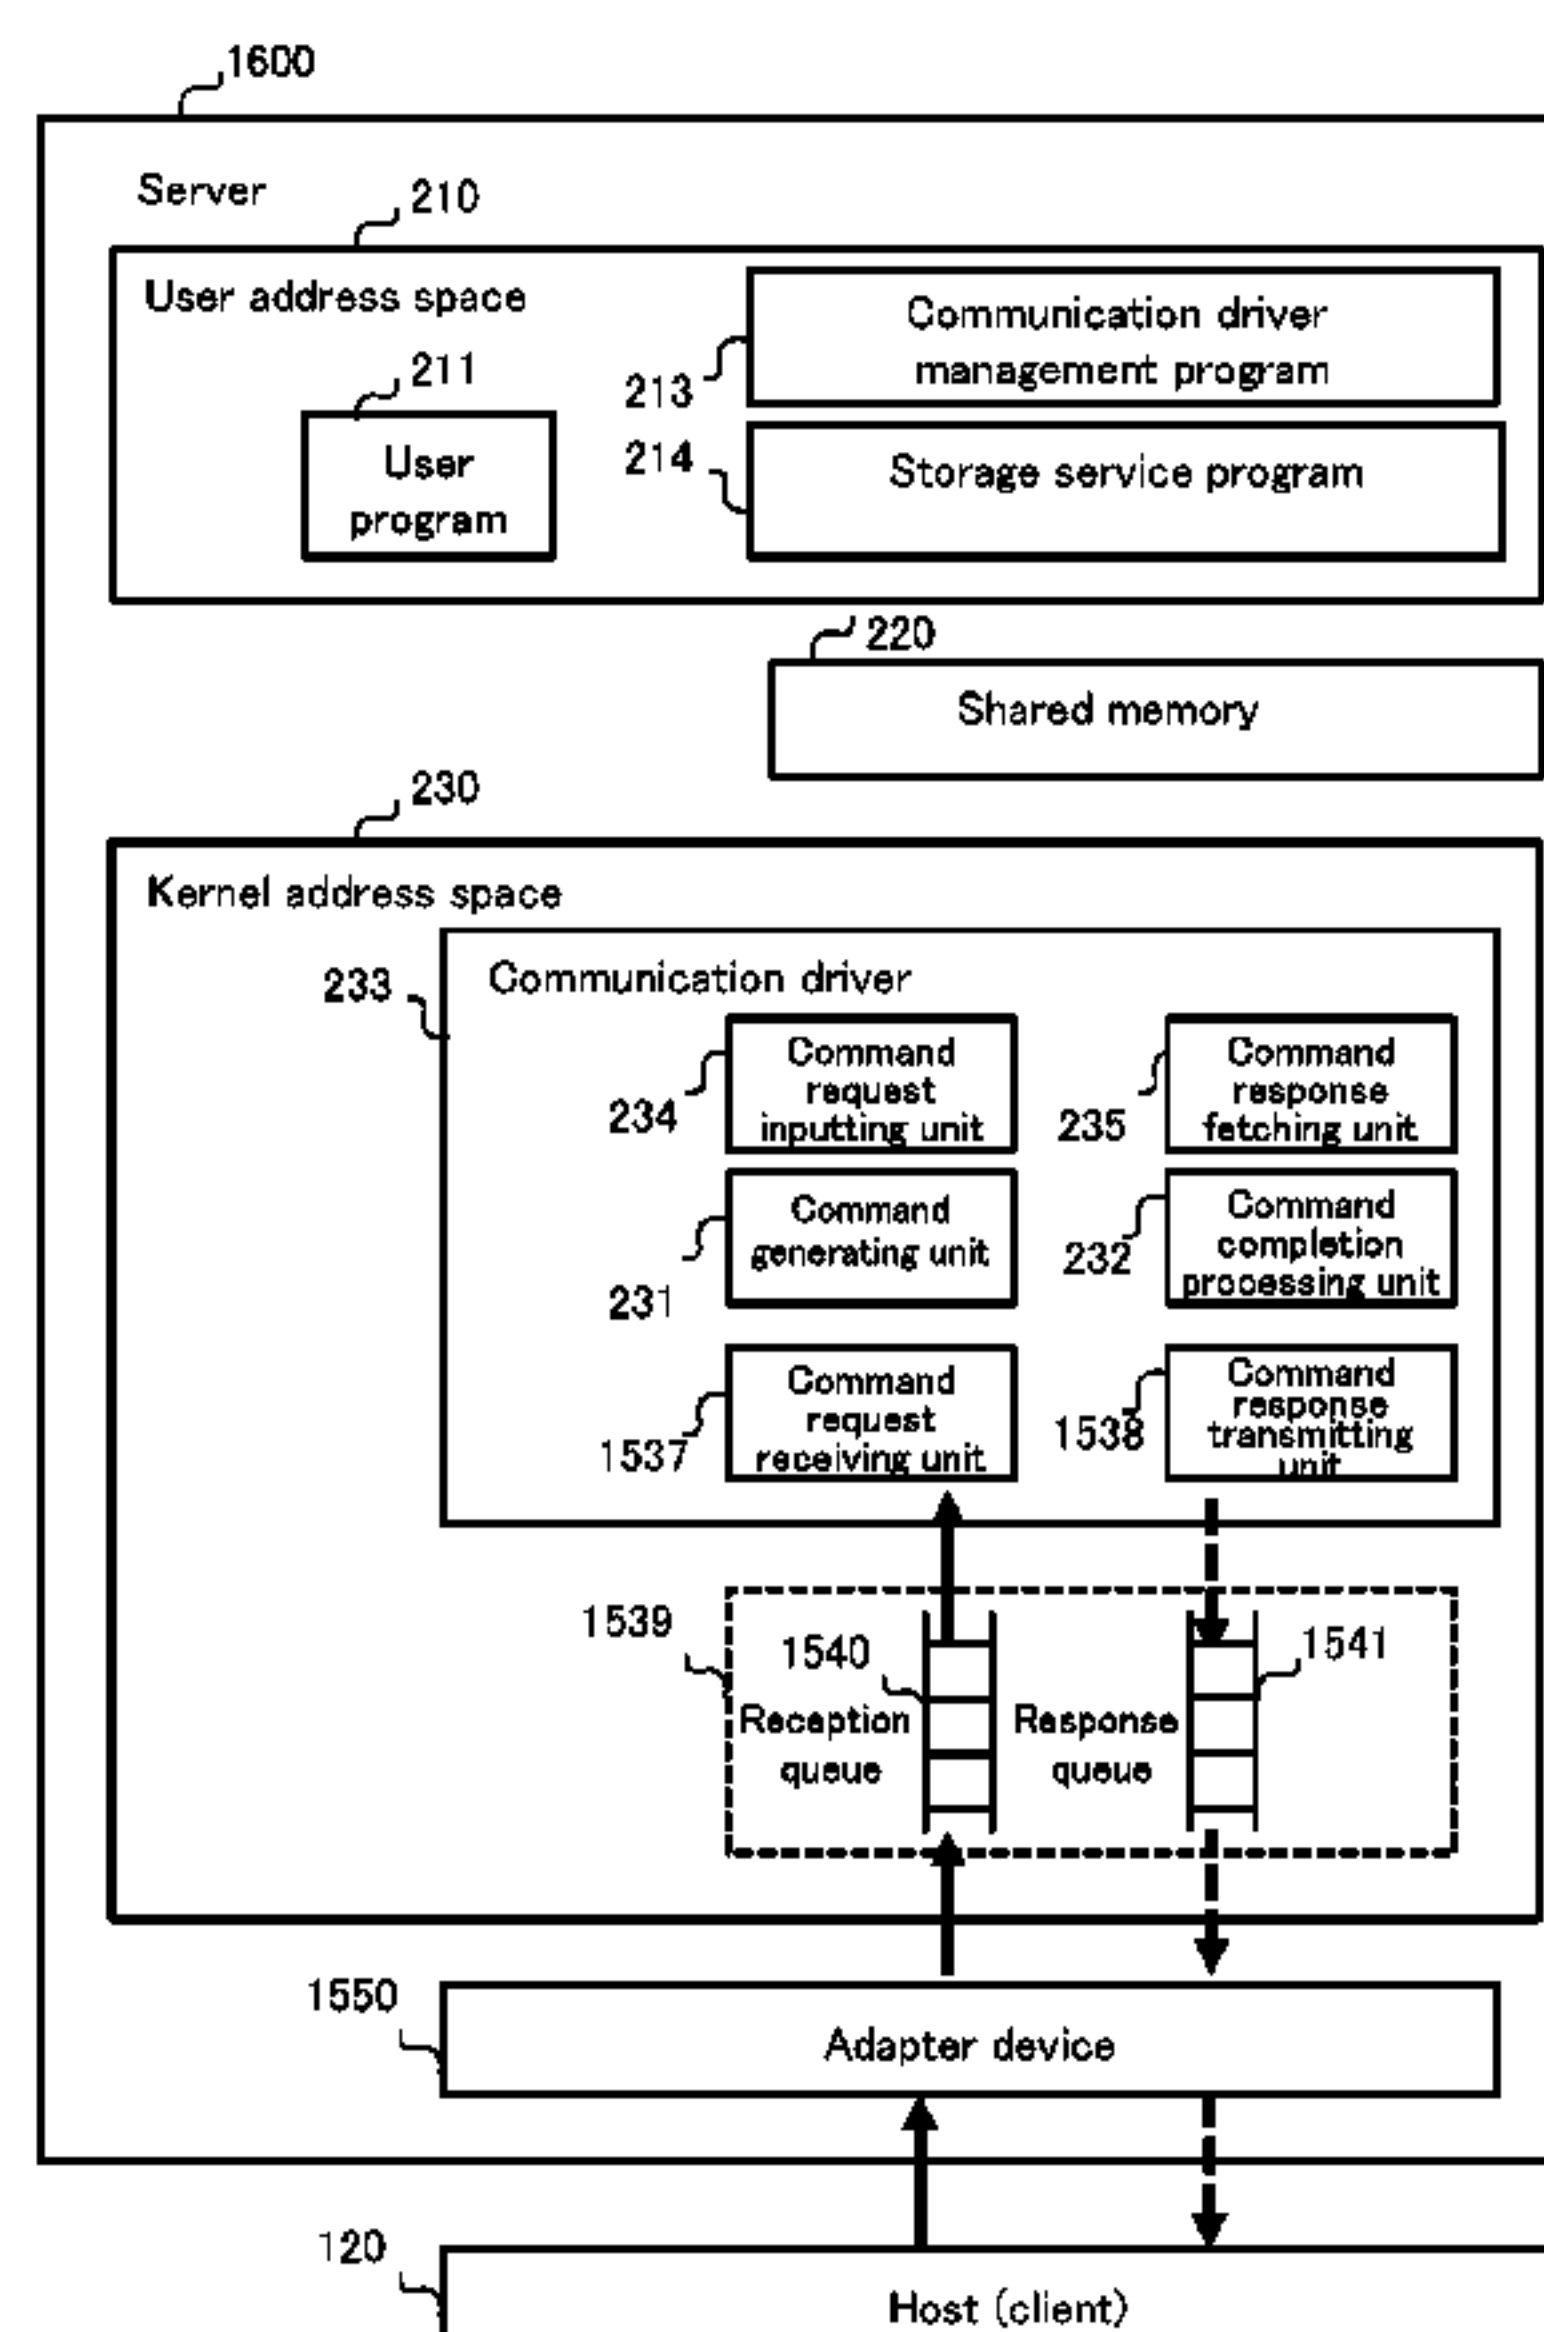 1600
Server
210
User address space
Communication driver
management program
213
211
User
program
214
Storage service program
220
Shared memory
230
Kernel address space
233
Communication driver
Command
request
inputting unit
234
Command
response
fetching unit
235
Command
generating unit
231
Command
completion
processing unit
232
Command
request
receiving unit
1537
Command
response
transmitting
unit
1538
1539
1540
1541
Reception
queue
Response
queue
1550
Adapter device
120
Host (client)